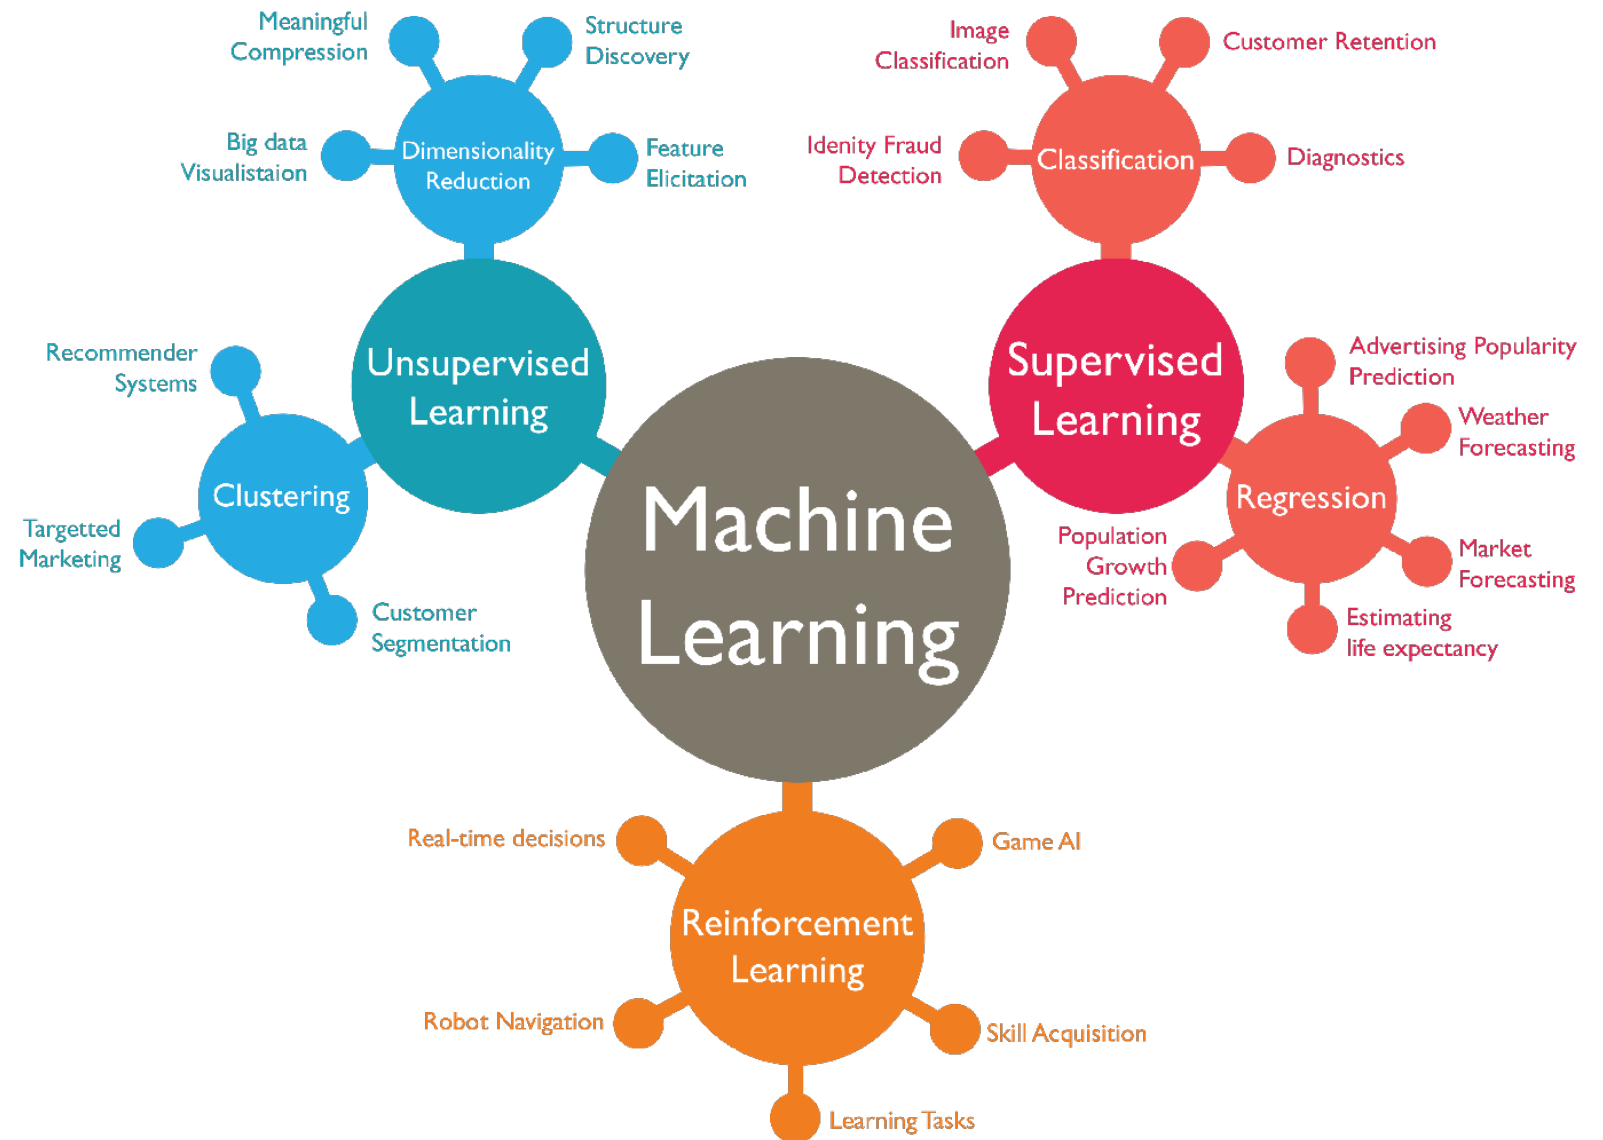 Meaningful
Compression
Structure
Discovery
Big data
Visualistaion
Dimensionality
Reduction
Feature
Elicitation
Image
Classification
Customer Retention
Idenity Fraud
Detection
Classification
Diagnostics
Unsupervised
Learning
Recommender
Systems
Clustering
Targetted
Marketing
Customer
Segmentation
Supervised
Learning
Advertising Popularity
Prediction
Weather
Forecasting
Regression
Population
Growth
Prediction
Market
Forecasting
Estimating
life expectancy
Machine
Learning
Real-time decisions
Game AI
Reinforcement
Learning
Robot Navigation
Skill Acquisition
Learning Tasks